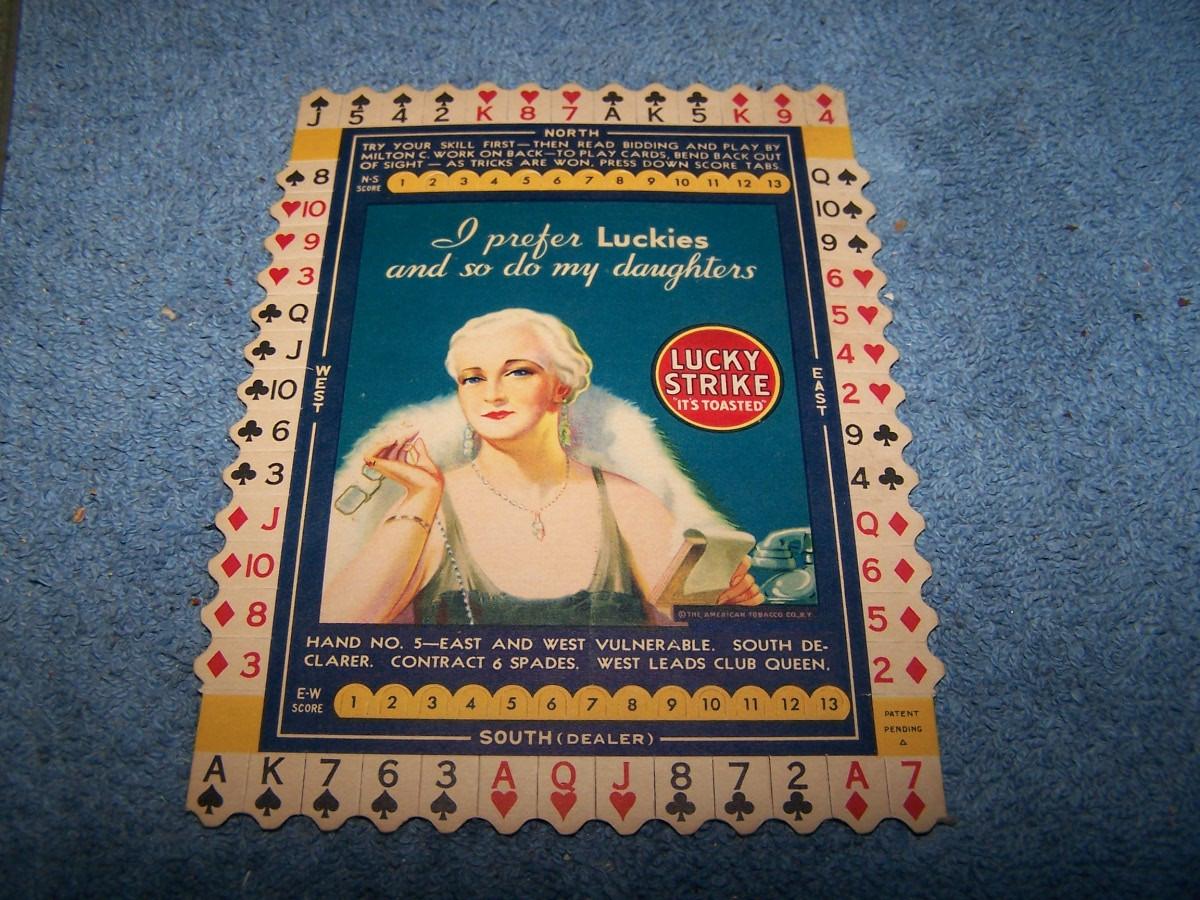 J♠ 5♠ 4♠ 2♠ K♥ 8♥ 7♥ A♣ K♣ 5♣ K♦ 9♦ 4♦
NORTH
TRY YOUR SKILL FIRST—THEN READ BIDDING AND PLAY BY
MILTON C. WORK ON BACK—TO PLAY CARDS, BEND BACK OUT
OF SIGHT — AS TRICKS ARE WON, PRESS DOWN SCORE TABS.
N-S
SCORE
1 2 3 4 5 6 7 8 9 10 11 12 13
♠ 8
♥ 10
♥ 9
♥ 3
♣ Q
♣ J
♣ 10
♣ 6
♣ 3
♦ J
♦ 10
♦ 8
♦ 3
WEST
I prefer Luckies
and so do my daughters
LUCKY
STRIKE
"IT'S TOASTED"
©THE AMERICAN TOBACCO CO., N.Y.
EAST
Q ♠
10 ♠
9 ♠
6 ♥
5 ♥
4 ♥
2 ♥
9 ♣
4 ♣
Q ♦
6 ♦
5 ♦
2 ♦
HAND NO. 5—EAST AND WEST VULNERABLE. SOUTH DE-
CLARER. CONTRACT 6 SPADES. WEST LEADS CLUB QUEEN.
E-W
SCORE
1 2 3 4 5 6 7 8 9 10 11 12 13
PATENT
PENDING
SOUTH (DEALER)
A♠ K♠ 7♠ 6♠ 3♠ A♥ Q♥ J♥ 8♣ 7♣ 2♣ A♦ 7♦